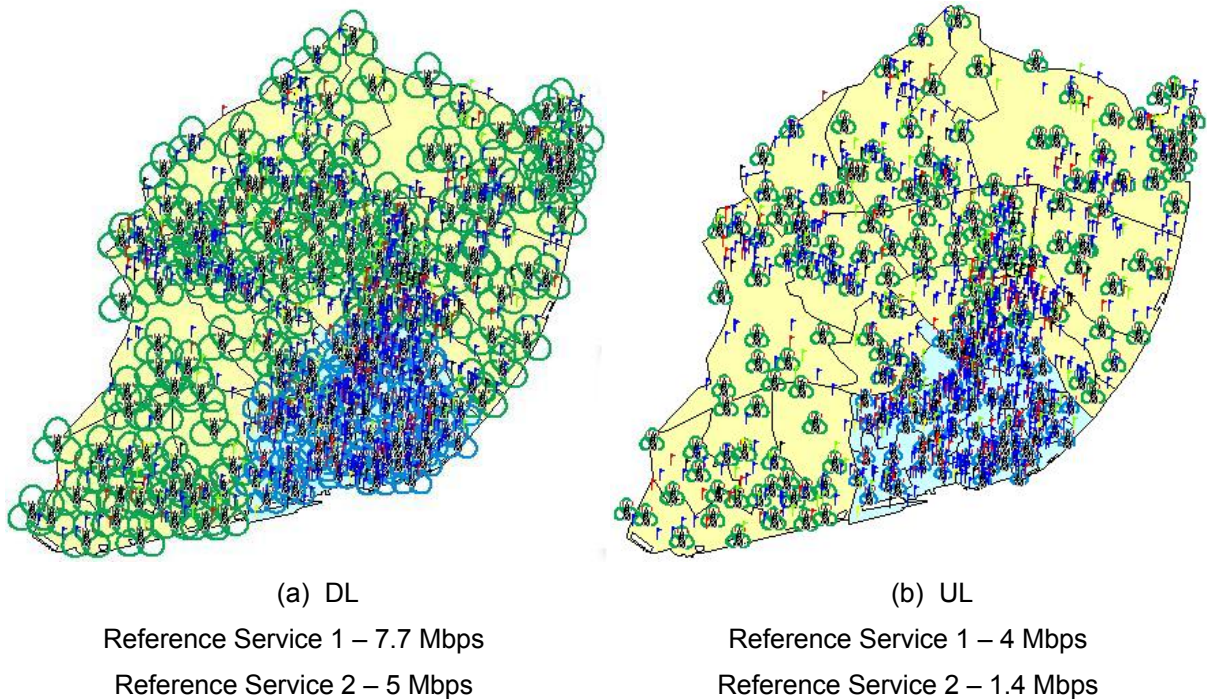 (a) DL
(b) UL
Reference Service 1 – 7.7 Mbps
Reference Service 1 – 4 Mbps
Reference Service 2 – 5 Mbps
Reference Service 2 – 1.4 Mbps